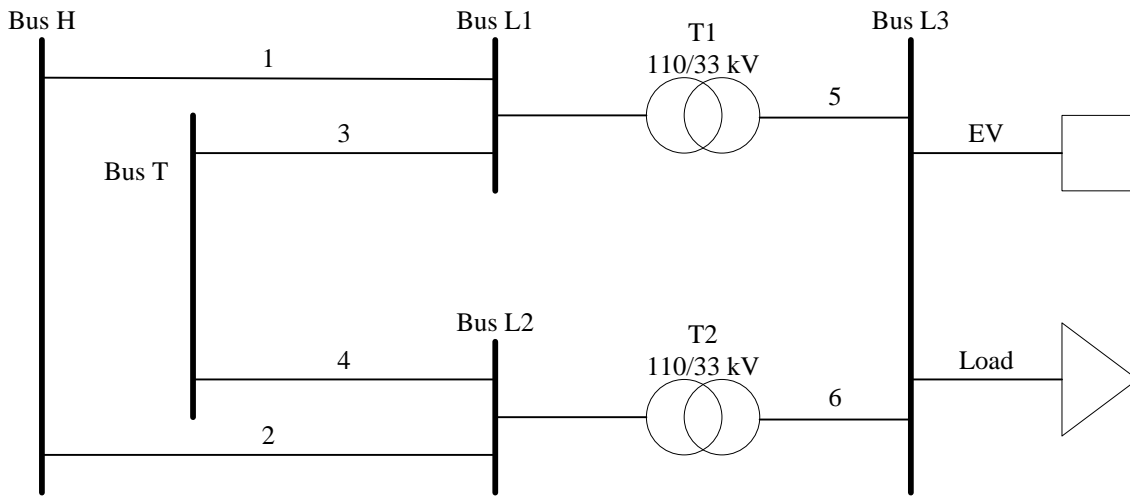 Bus H
Bus L1
T1
110/33 kV
Bus L3
1
5
3
EV
Bus T
Bus L2
T2
110/33 kV
4
Load
6
2